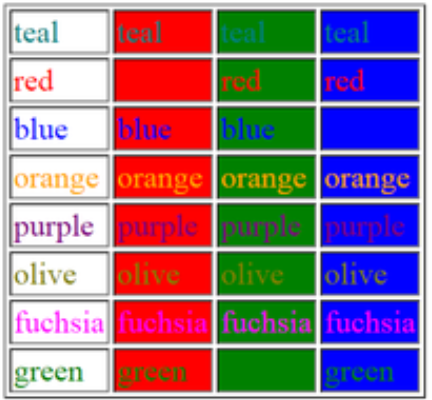 teal teal teal teal
red red red
blue blue blue
orange orange orange orange
purple purple purple purple
olive olive olive olive
fuchsia fuchsia fuchsia fuchsia
green green green